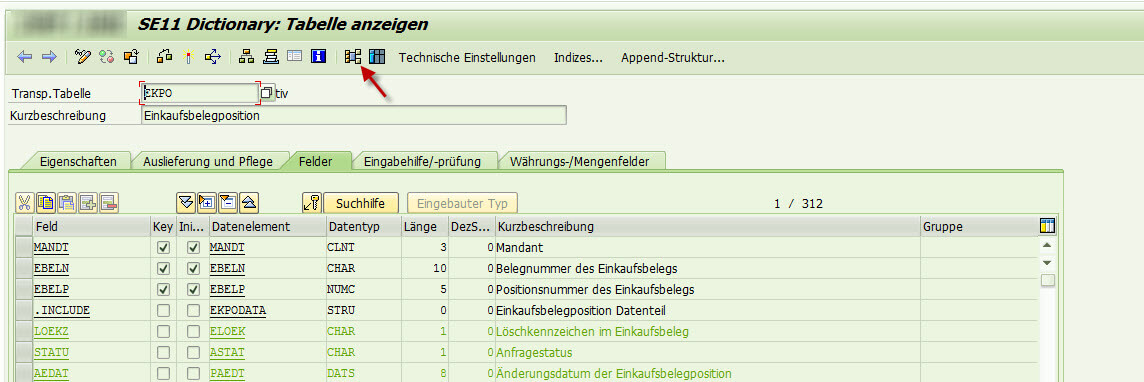 SE11 Dictionary: Tabelle anzeigen
Technische Einstellungen Indizes... Append-Struktur...
Transp.Tabelle EKPO tiv
Kurzbeschreibung Einkaufsbelegposition
Eigenschaften Auslieferung und Pflege Felder Eingabehilfe/-prüfung Währungs-/Mengenfelder
Suchhilfe Eingebauter Typ 1 / 312
Feld Key Ini... Datenelement Datentyp Länge DezS... Kurzbeschreibung Gruppe
MANDT MANDT CLNT 3 0 Mandant
EBELN EBELN CHAR 10 0 Belegnummer des Einkaufsbelegs
EBELP EBELP NUMC 5 0 Positionsnummer des Einkaufsbelegs
.INCLUDE EKPODATA STRU 0 0 Einkaufsbelegposition Datenteil
LOEKZ ELOEK CHAR 1 0 Löschkennzeichen im Einkaufsbeleg
STATU ASTAT CHAR 1 0 Anfragestatus
AEDAT PAEDT DATS 8 0 Änderungsdatum der Einkaufsbelegposition